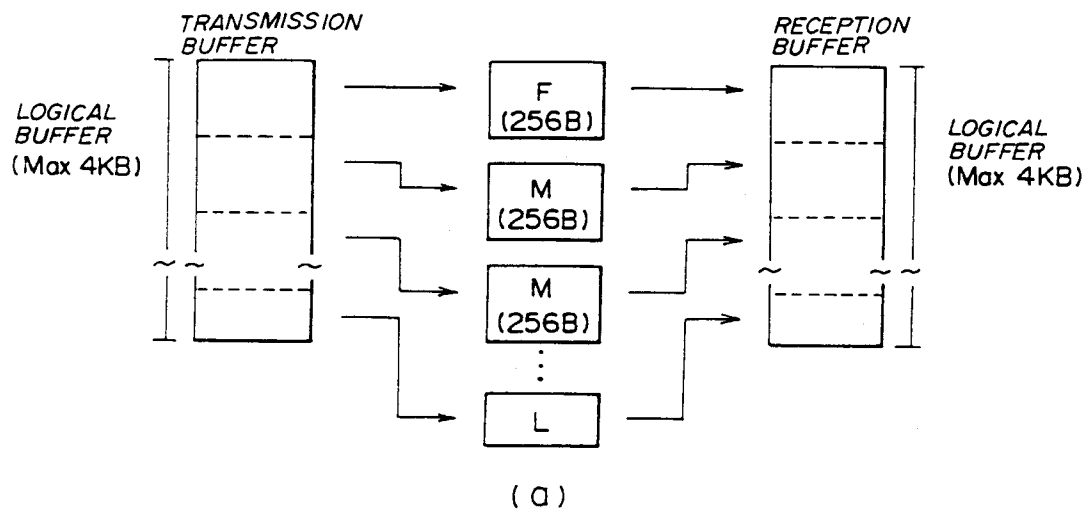 TRANSMISSION
BUFFER
RECEPTION
BUFFER
LOGICAL
BUFFER
(Max 4KB)
F
(256B)
M
(256B)
M
(256B)
L
LOGICAL
BUFFER
(Max 4KB)
(a)